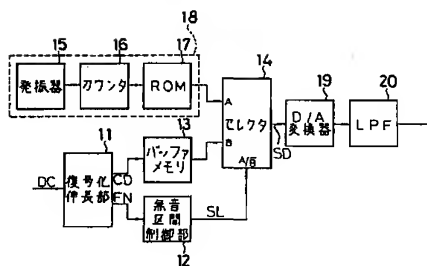 18
15
16
17
発振器
カウンタ
ROM
14
A
セレクタ
B
A/B̅
19
D/A
変換器
20
LPF
SD
13
バッファ
メモリ
11
DC
復号化
伸長部
CD
EN
無音
区間
制御部
SL
12